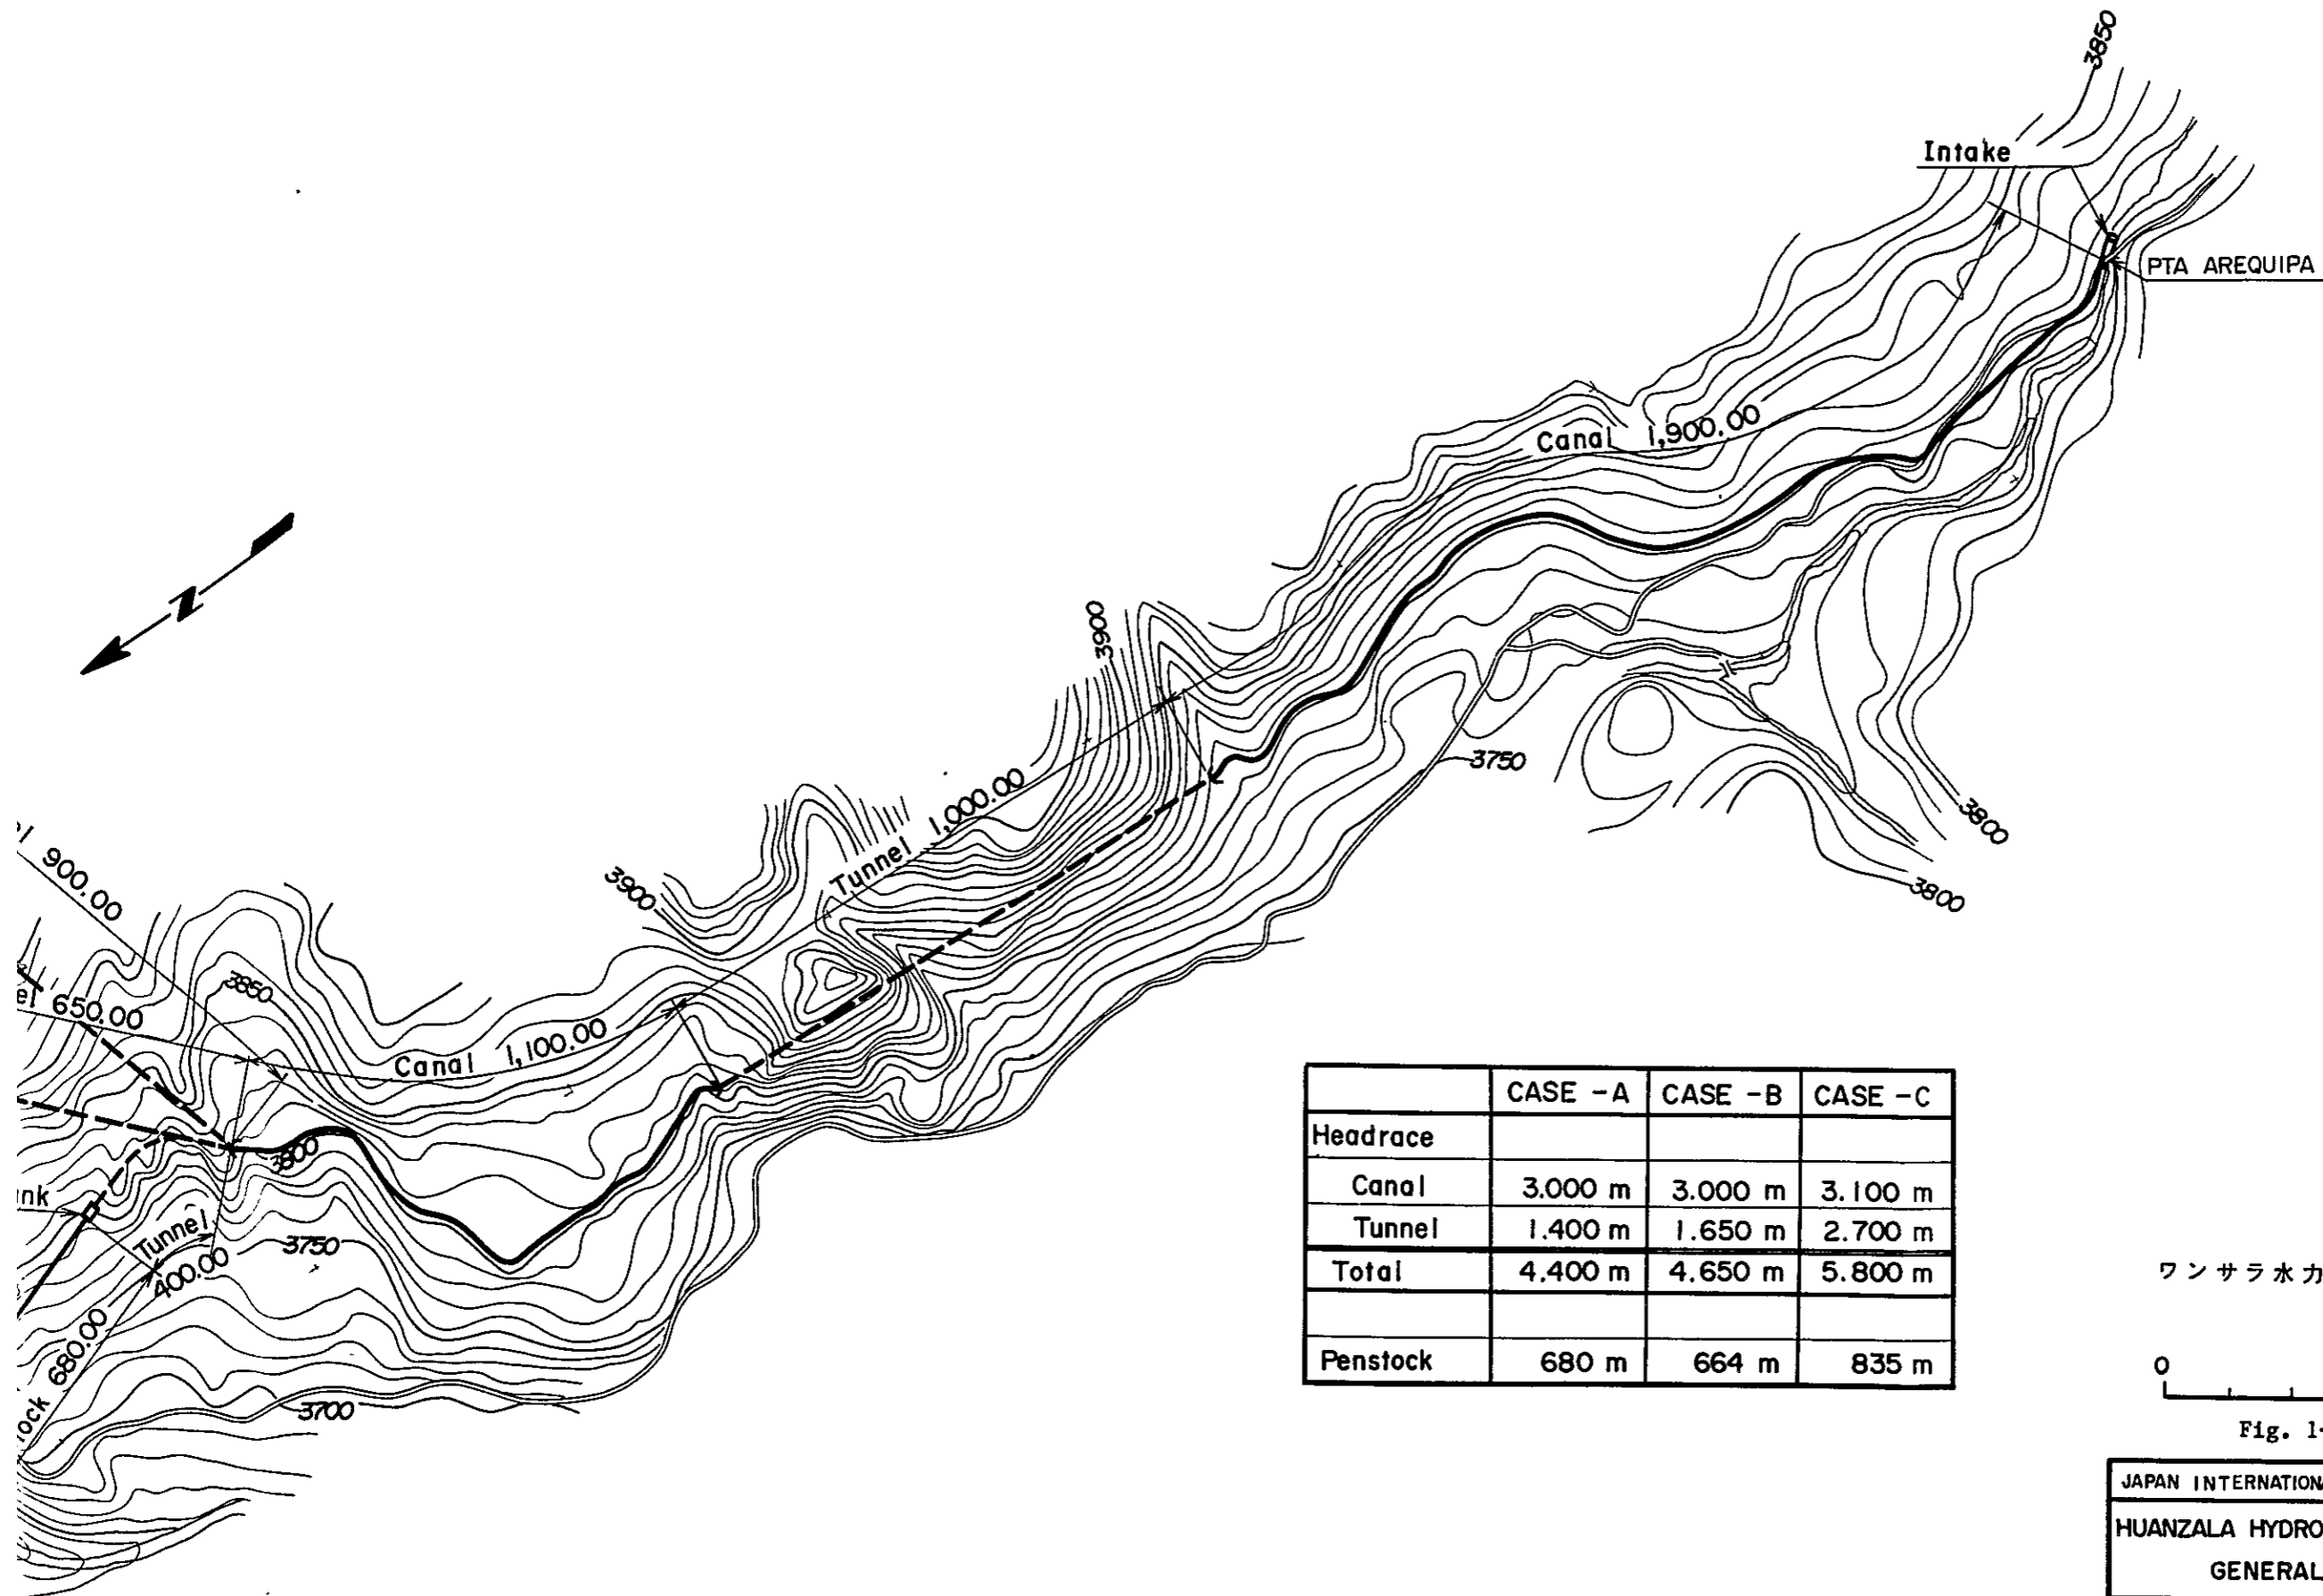 3850
Intake
PTA AREQUIPA
Canal 1,900.00
N
3900
3750
3800
3800
Tunnel 1,000.00
3900
900.00
3850
650.00
Canal 1,100.00
3800
Tunnel
400.00
3750
680.00
3700
CASE -A CASE -B CASE -C
Headrace
Canal 3.000 m 3.000 m 3.100 m
Tunnel 1.400 m 1.650 m 2.700 m
Total 4.400 m 4.650 m 5.800 m
Penstock 680 m 664 m 835 m
ワンサラ水力
0
Fig. 1-
JAPAN INTERNATION
HUANZALA HYDRO
GENERAL